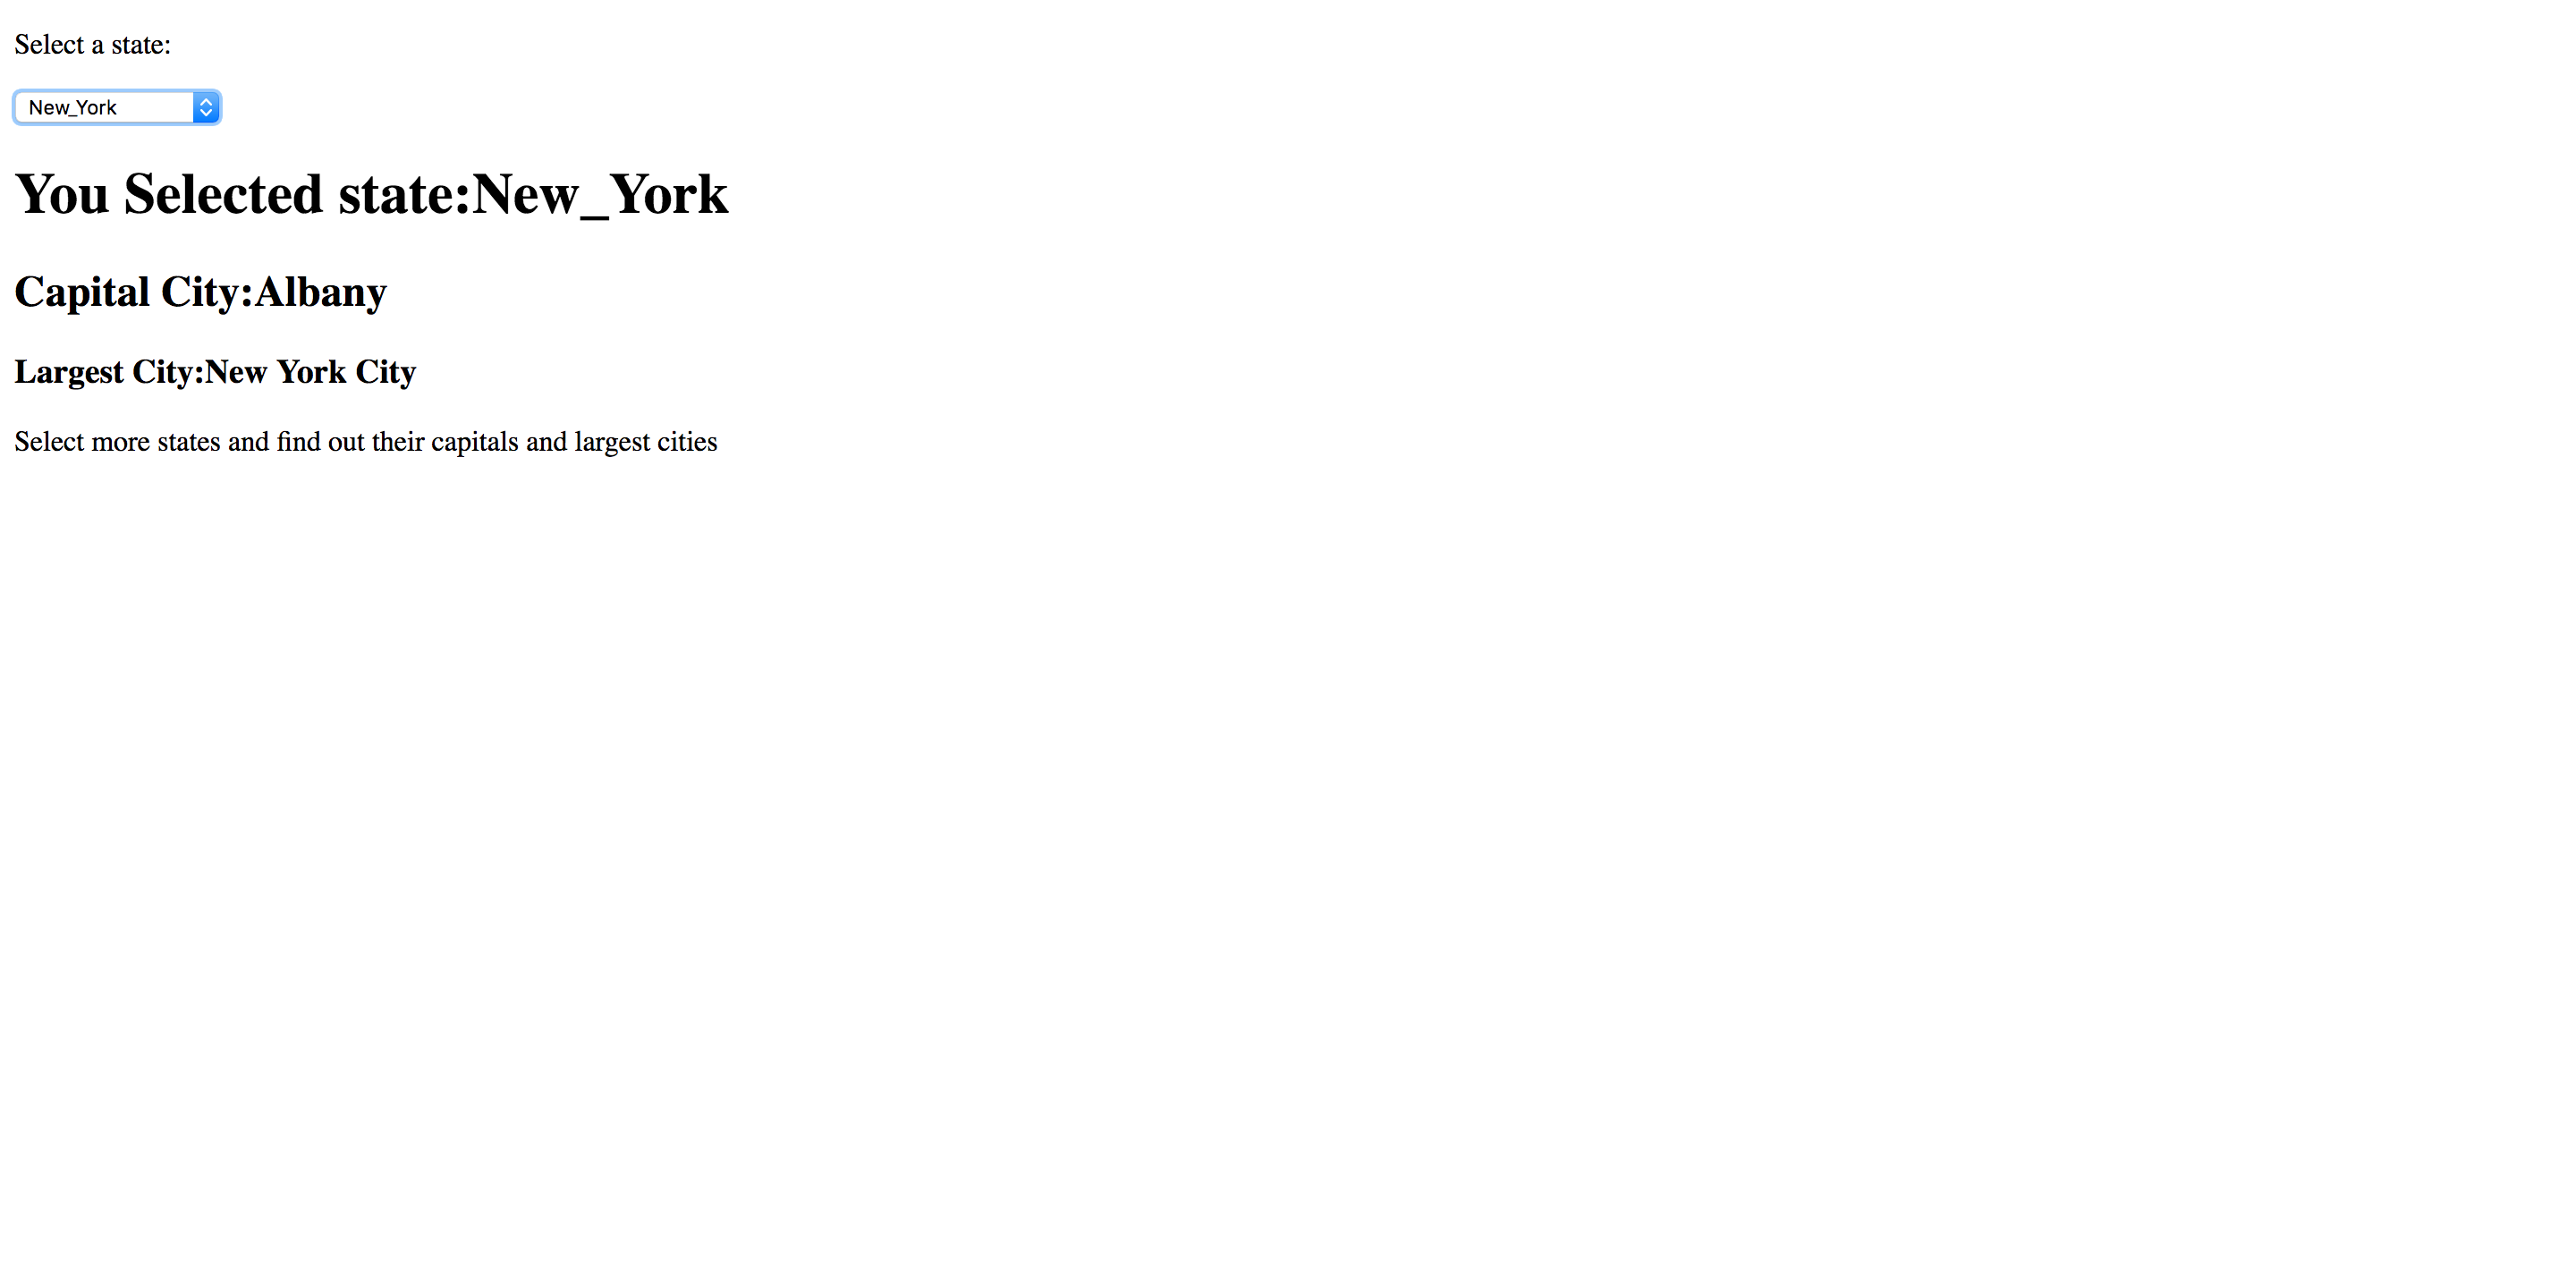 Select a state:
New_York
You Selected state:New_York
Capital City:Albany
Largest City:New York City
Select more states and find out their capitals and largest cities